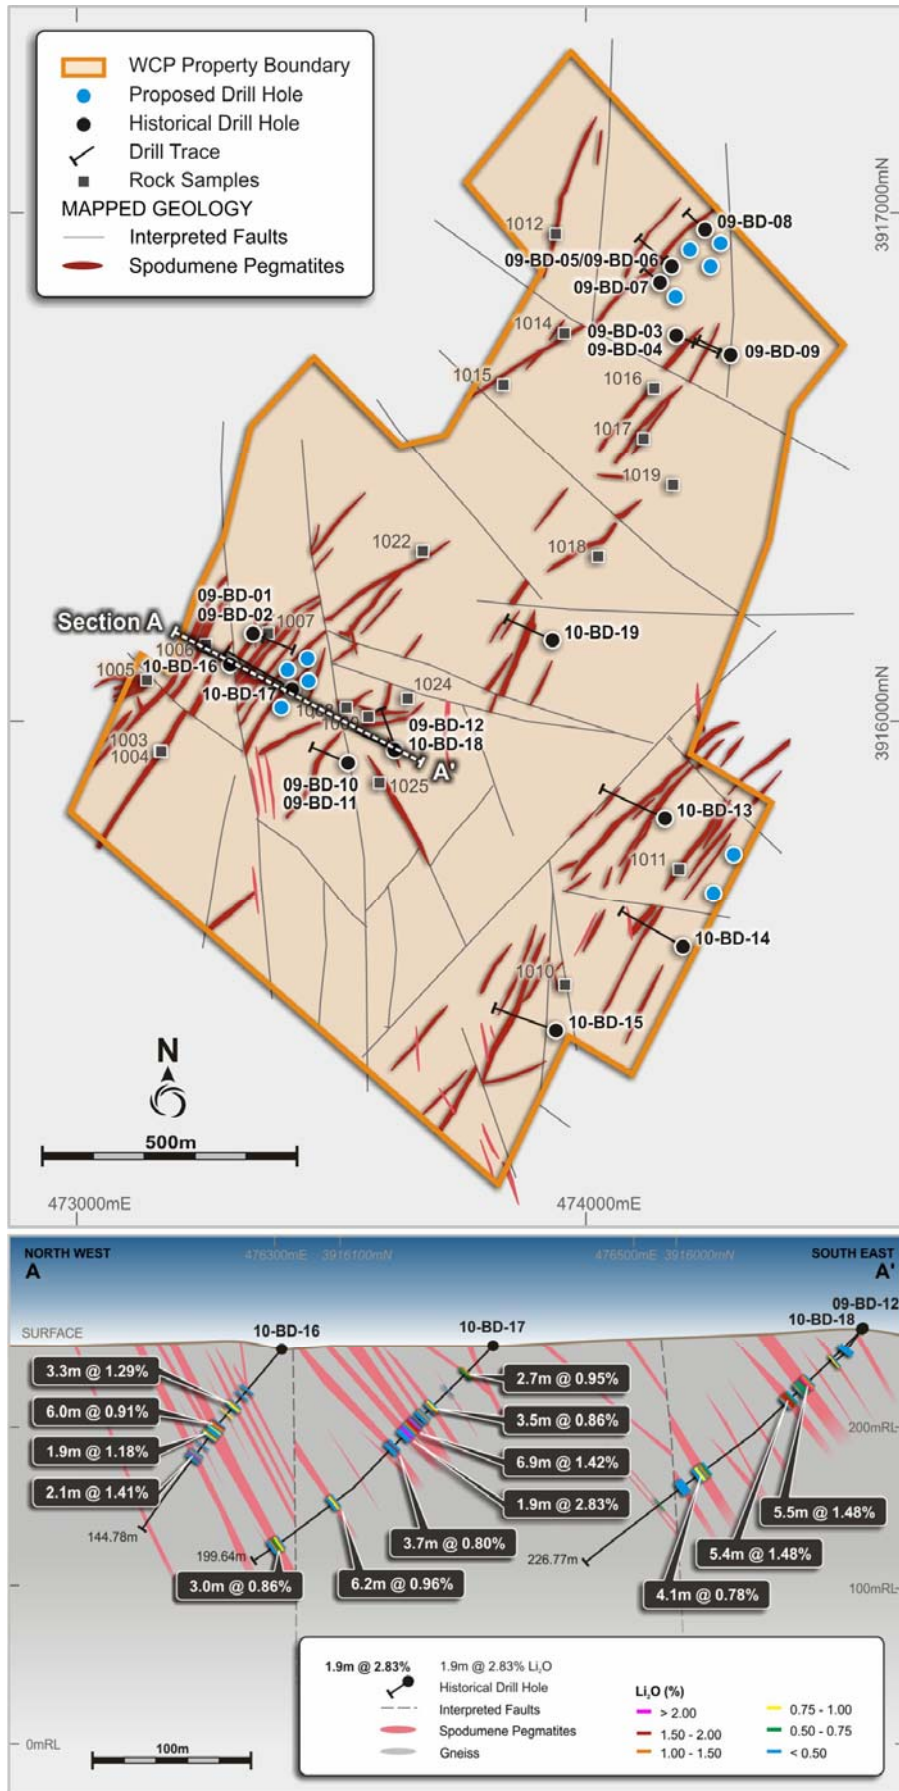 WCP Property Boundary
Proposed Drill Hole
Historical Drill Hole
Drill Trace
Rock Samples
MAPPED GEOLOGY
Interpreted Faults
Spodumene Pegmatites
3917000mN
1012
09-BD-08
09-BD-05/09-BD-06
09-BD-07
1014
09-BD-03
09-BD-04
09-BD-09
1015
1016
1017
1019
1022
1018
09-BD-01
09-BD-02
1007
Section A
1006
10-BD-16
1005
10-BD-17
10-BD-19
1024
3916000mN
1003
1004
09-BD-12
10-BD-18
A'
09-BD-10
09-BD-11
1025
10-BD-13
1011
10-BD-14
1010
10-BD-15
N
500m
473000mE
474000mE
NORTH WEST
A
476300mE
3916100mN
476500mE
3916000mN
SOUTH EAST
A'
09-BD-12
10-BD-18
SURFACE
10-BD-16
10-BD-17
3.3m @ 1.29%
6.0m @ 0.91%
1.9m @ 1.18%
2.1m @ 1.41%
2.7m @ 0.95%
3.5m @ 0.86%
6.9m @ 1.42%
1.9m @ 2.83%
200mRL
144.78m
199.64m
3.0m @ 0.86%
6.2m @ 0.96%
3.7m @ 0.80%
226.77m
5.5m @ 1.48%
5.4m @ 1.48%
4.1m @ 0.78%
100mRL
0mRL
100m
1.9m @ 2.83%
1.9m @ 2.83% Li₂O
Historical Drill Hole
Interpreted Faults
Spodumene Pegmatites
Gneiss
Li₂O (%)
> 2.00
1.50 - 2.00
1.00 - 1.50
0.75 - 1.00
0.50 - 0.75
< 0.50